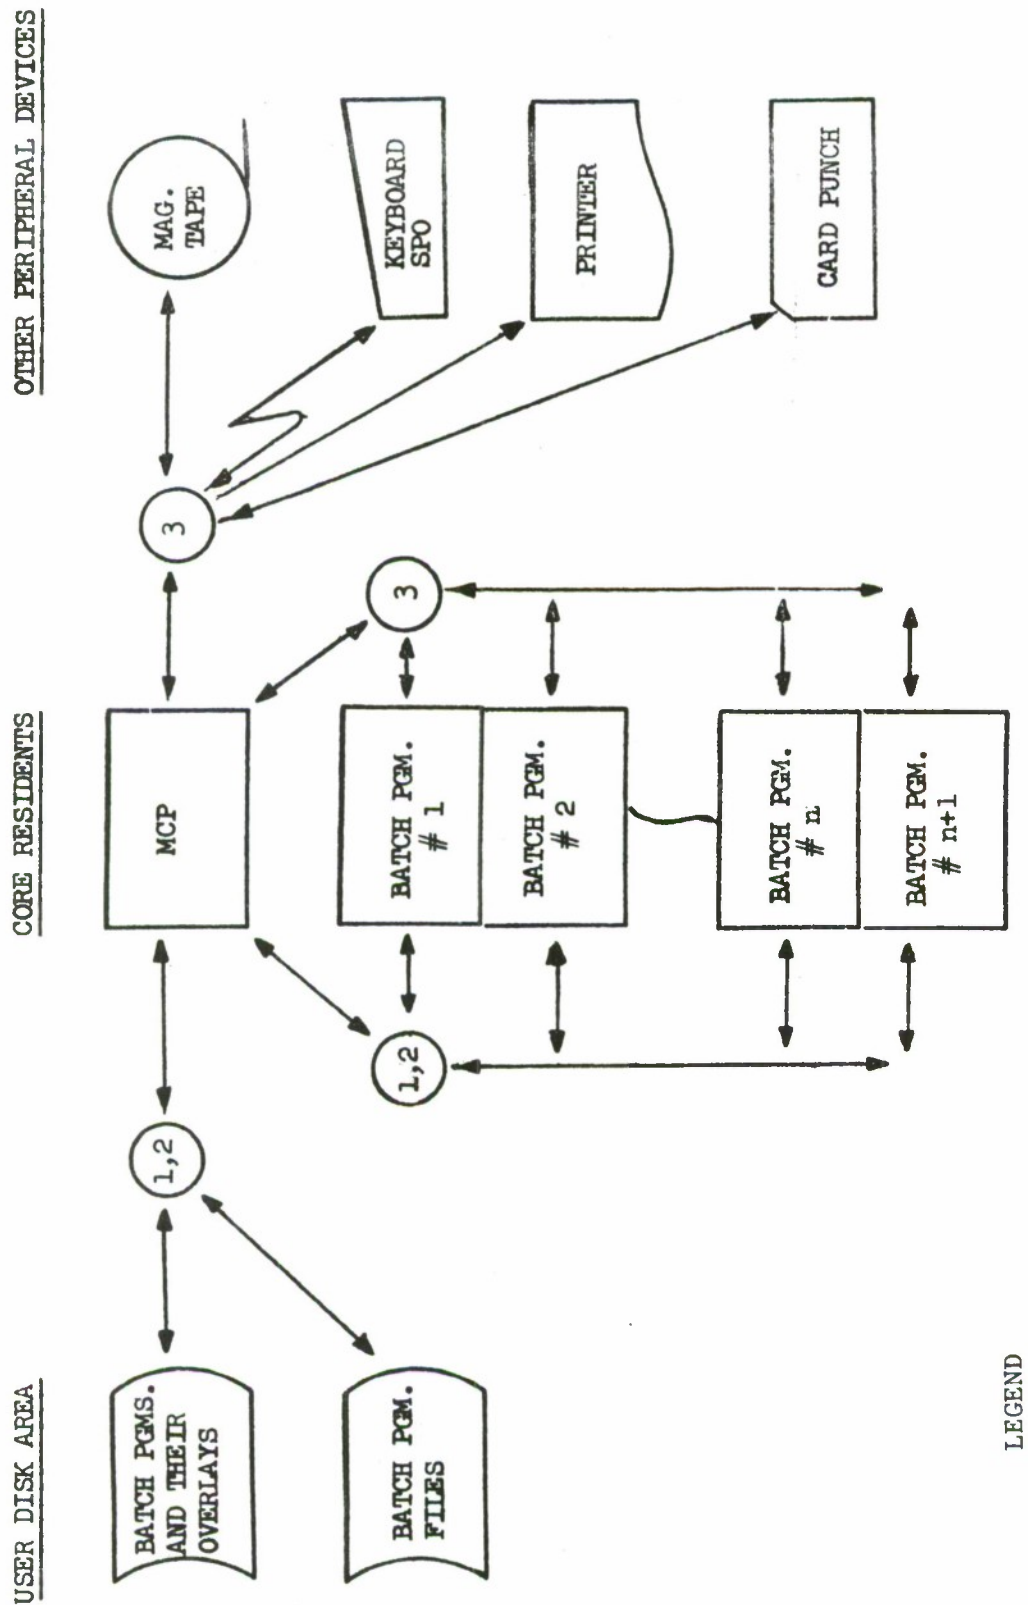 USER DISK AREA
CORE RESIDENTS
OTHER PERIPHERAL DEVICES
BATCH PGMS.
AND THEIR
OVERLAYS
1,2
MCP
3
MAG.
TAPE
BATCH PGM.
FILES
1,2
BATCH PGM.
# 1
3
KEYBOARD
SPO
BATCH PGM.
# 2
PRINTER
BATCH PGM.
# n
CARD PUNCH
BATCH PGM.
# n+1
LEGEND